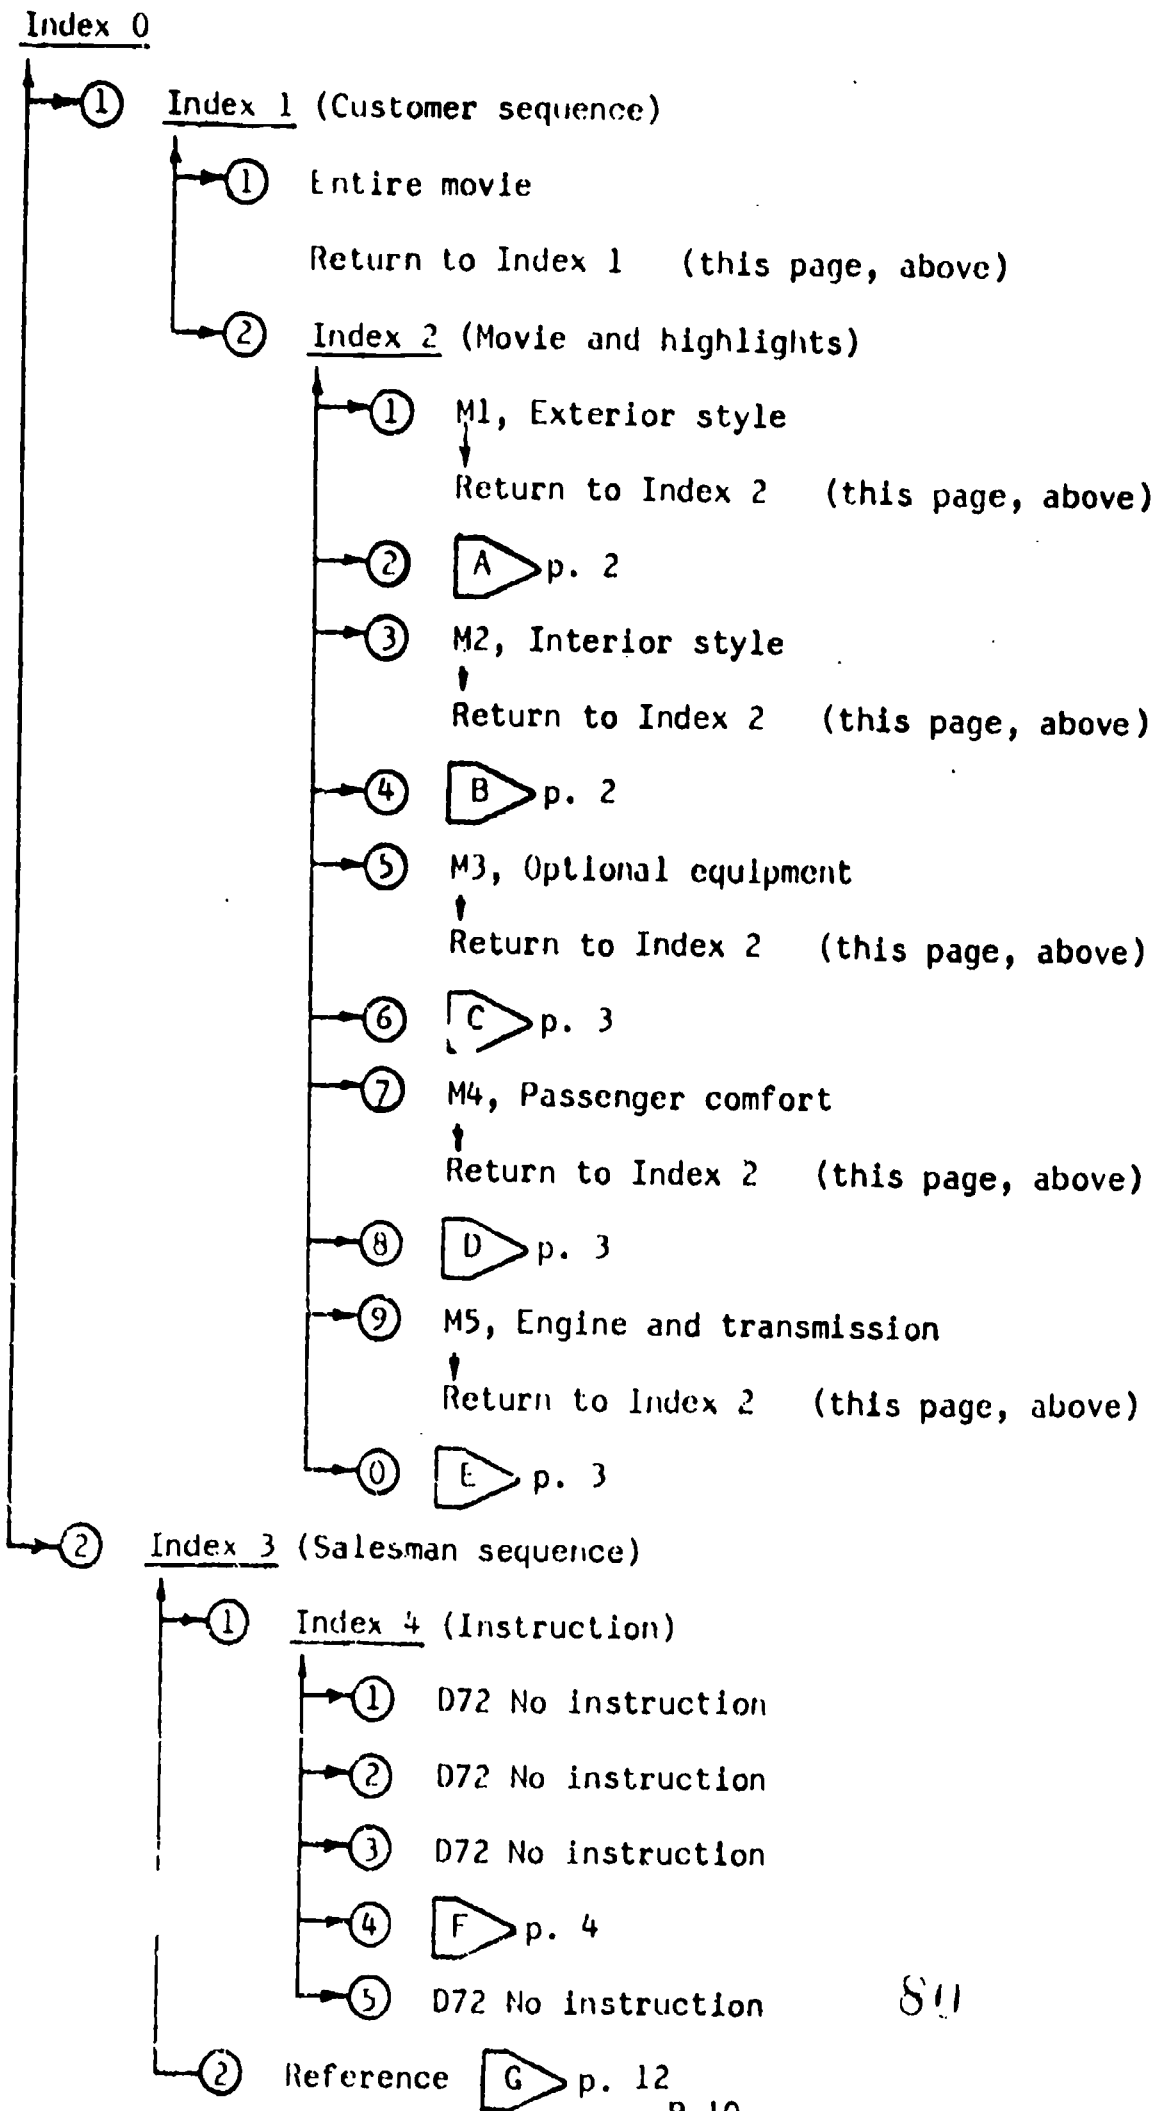 Index 0
1 Index 1 (Customer sequence)
1 Entire movie
Return to Index 1 (this page, above)
2 Index 2 (Movie and highlights)
1 M1, Exterior style
Return to Index 2 (this page, above)
2 A p. 2
3 M2, Interior style
Return to Index 2 (this page, above)
4 B p. 2
5 M3, Optional equipment
Return to Index 2 (this page, above)
6 C p. 3
7 M4, Passenger comfort
Return to Index 2 (this page, above)
8 D p. 3
9 M5, Engine and transmission
Return to Index 2 (this page, above)
0 E p. 3
2 Index 3 (Salesman sequence)
1 Index 4 (Instruction)
1 D72 No instruction
2 D72 No instruction
3 D72 No instruction
4 F p. 4
5 D72 No instruction
2 Reference G p. 12